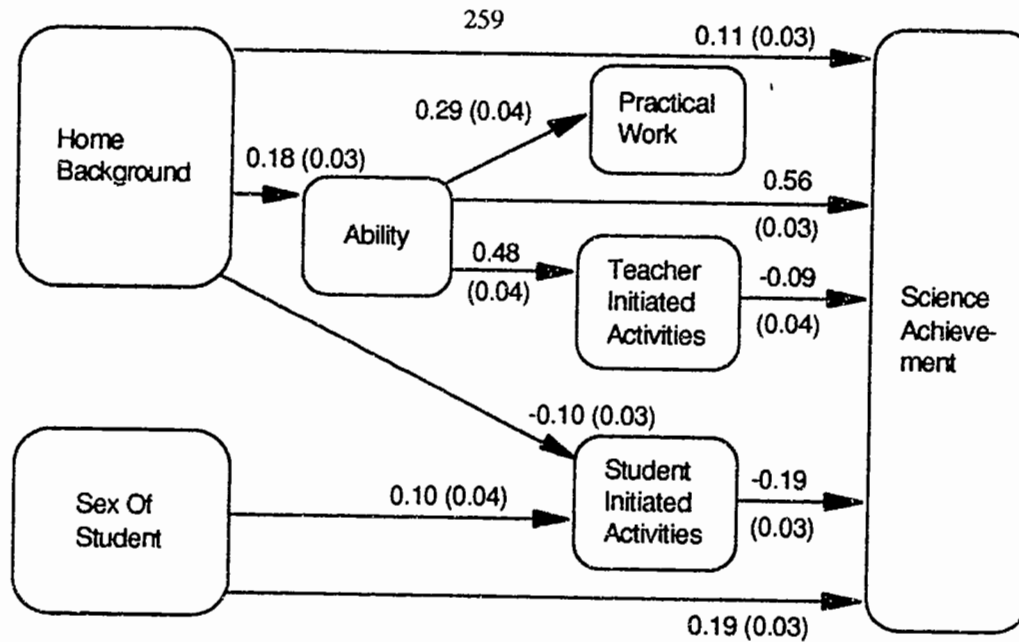 259
0.11 (0.03)
Home
Background
0.29 (0.04)
Practical
Work
0.18 (0.03)
Ability
0.56
(0.03)
0.48
(0.04)
Teacher
Initiated
Activities
-0.09
(0.04)
Science
Achieve-
ment
-0.10 (0.03)
Sex Of
Student
0.10 (0.04)
Student
Initiated
Activities
-0.19
(0.03)
0.19 (0.03)